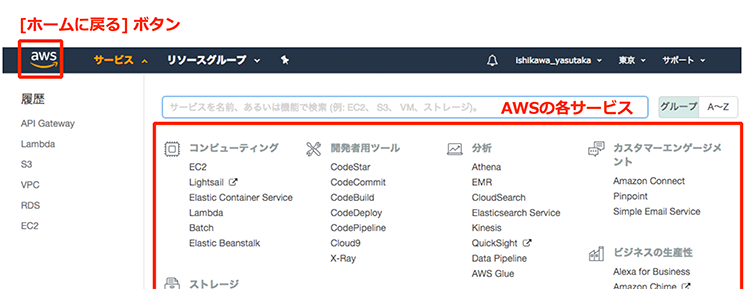 [ホームに戻る] ボタン
aws サービス リソースグループ ishikawa_yasutaka 東京 サポート
履歴
API Gateway
Lambda
S3
VPC
RDS
EC2
サービスを名前、あるいは機能で検索 (例: EC2、S3、VM、ストレージ)。 AWSの各サービス グループ A〜Z
コンピューティング
EC2
Lightsail
Elastic Container Service
Lambda
Batch
Elastic Beanstalk
ストレージ
開発者用ツール
CodeStar
CodeCommit
CodeBuild
CodeDeploy
CodePipeline
Cloud9
X-Ray
分析
Athena
EMR
CloudSearch
Elasticsearch Service
Kinesis
QuickSight
Data Pipeline
AWS Glue
カスタマーエンゲージメ
ント
Amazon Connect
Pinpoint
Simple Email Service
ビジネスの生産性
Alexa for Business
Amazon Chime